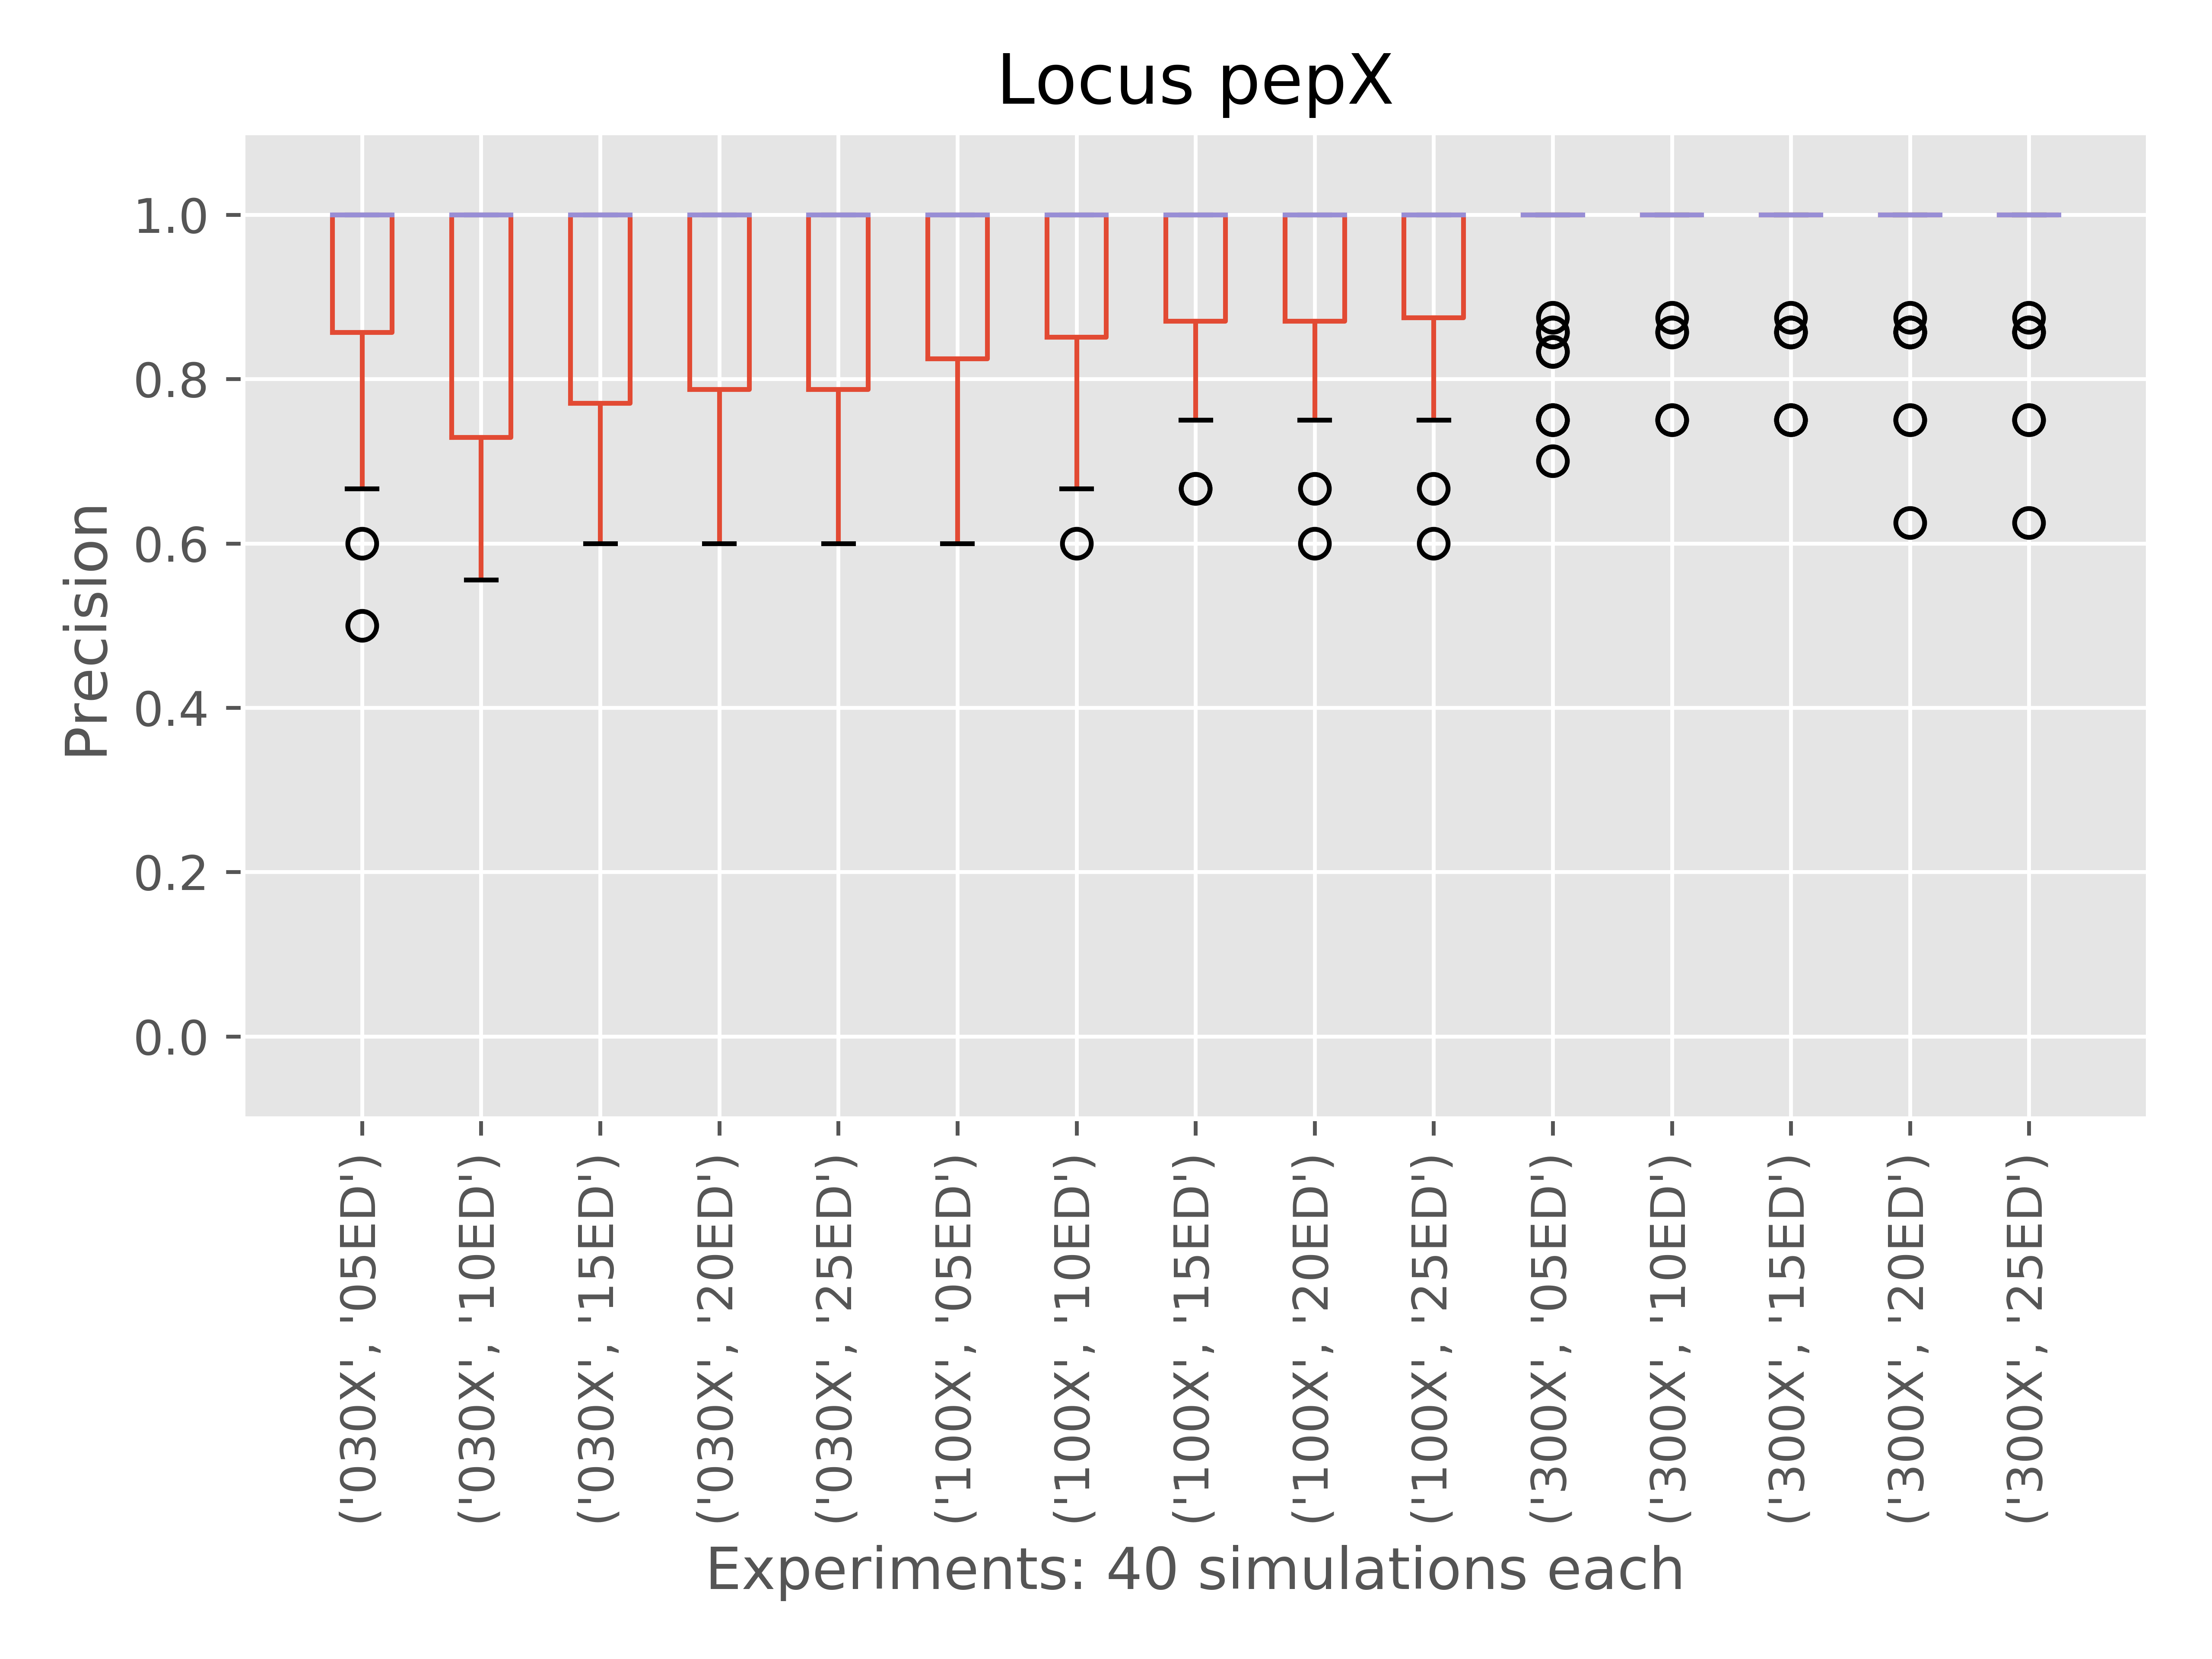 Locus pepX
Precision
1.0
0.8
0.6
0.4
0.2
0.0
('030X', '05ED')
('030X', '10ED')
('030X', '15ED')
('030X', '20ED')
('030X', '25ED')
('100X', '05ED')
('100X', '10ED')
('100X', '15ED')
('100X', '20ED')
('100X', '25ED')
('300X', '05ED')
('300X', '10ED')
('300X', '15ED')
('300X', '20ED')
('300X', '25ED')
Experiments: 40 simulations each